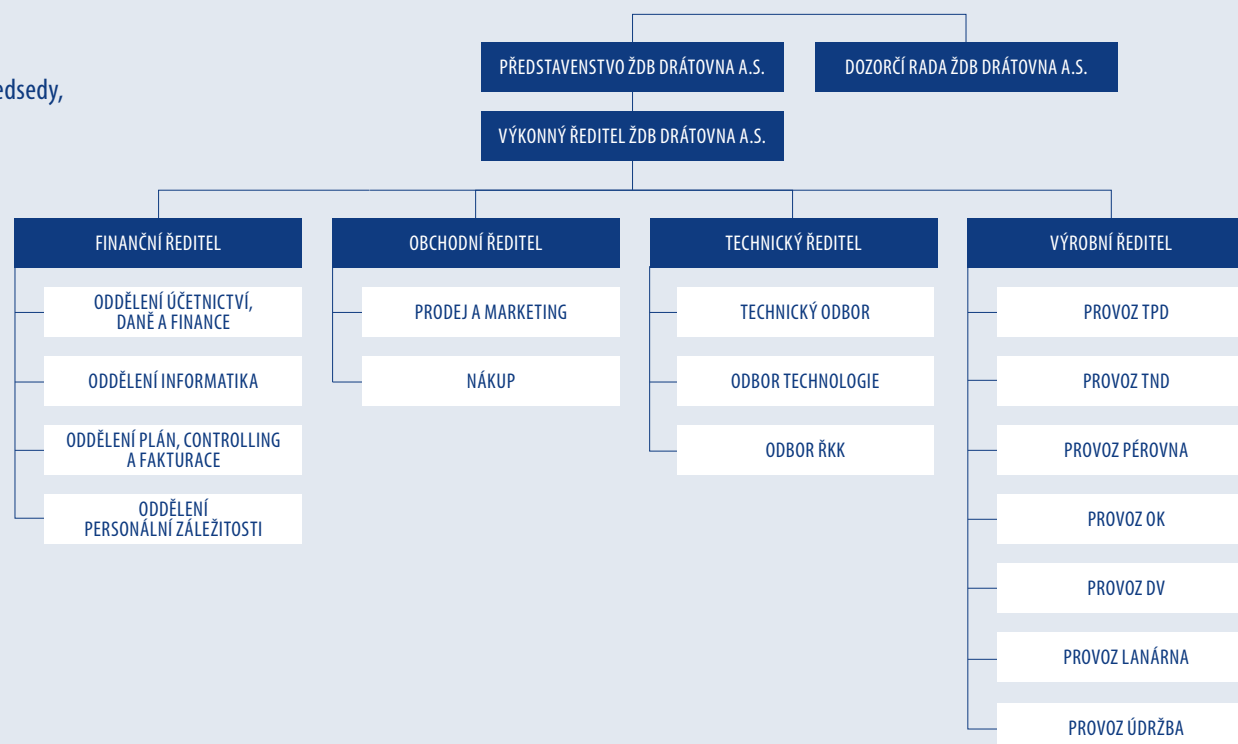 edsedy,
PŘEDSTAVENSTVO ŽDB DRÁTOVNA A.S.
DOZORČÍ RADA ŽDB DRÁTOVNA A.S.
VÝKONNÝ ŘEDITEL ŽDB DRÁTOVNA A.S.
FINANČNÍ ŘEDITEL
ODDĚLENÍ ÚČETNICTVÍ,
DANĚ A FINANCE
ODDĚLENÍ INFORMATIKA
ODDĚLENÍ PLÁN, CONTROLLING
A FAKTURACE
ODDĚLENÍ
PERSONÁLNÍ ZÁLEŽITOSTI
OBCHODNÍ ŘEDITEL
PRODEJ A MARKETING
NÁKUP
TECHNICKÝ ŘEDITEL
TECHNICKÝ ODBOR
ODBOR TECHNOLOGIE
ODBOR ŘKK
VÝROBNÍ ŘEDITEL
PROVOZ TPD
PROVOZ TND
PROVOZ PÉROVNA
PROVOZ OK
PROVOZ DV
PROVOZ LANÁRNA
PROVOZ ÚDRŽBA